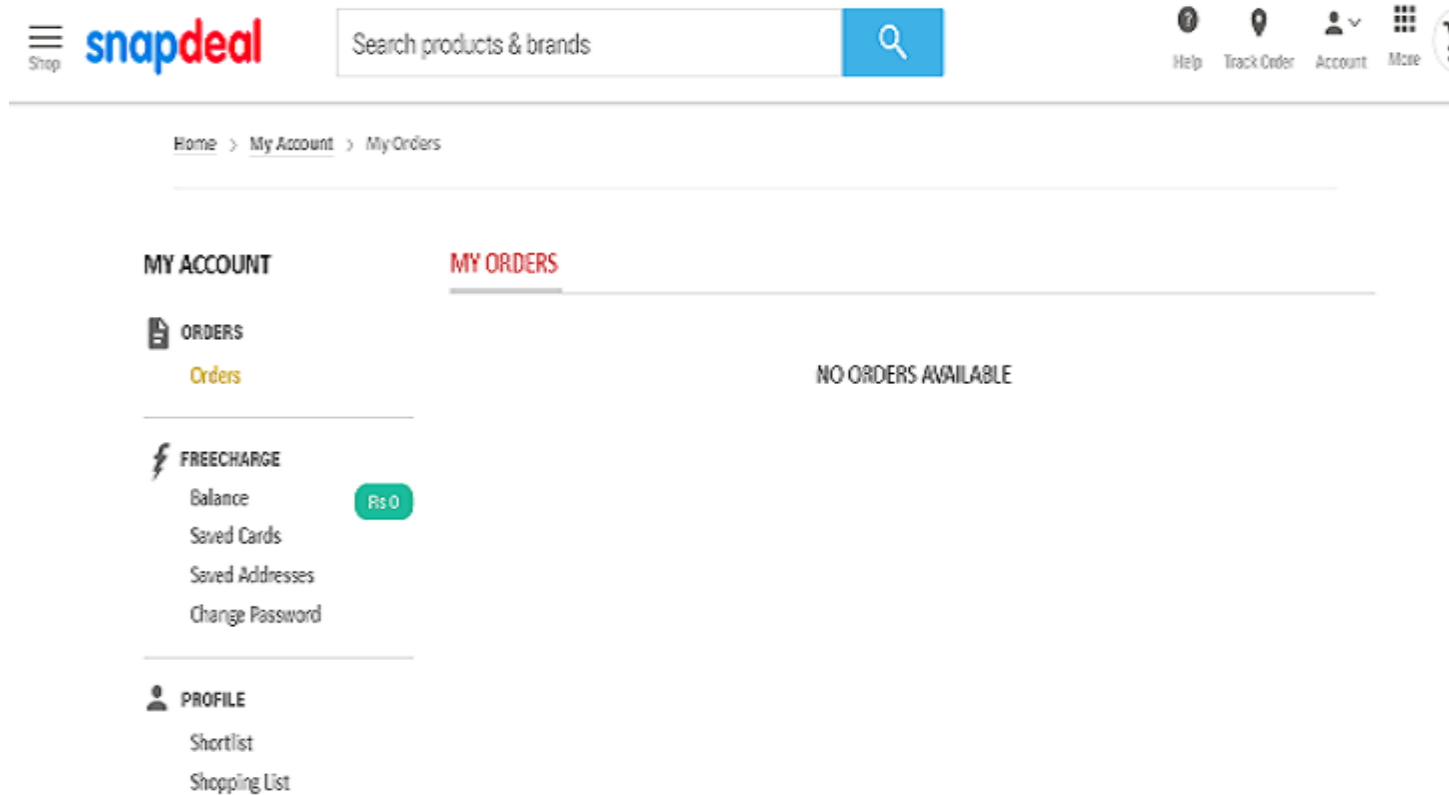 snapdeal
Shop
Search products & brands
Help Track Order Account More
Home > My Account > My Orders
MY ACCOUNT
MY ORDERS
ORDERS
Orders
NO ORDERS AVAILABLE
FREECHARGE
Balance Rs 0
Saved Cards
Saved Addresses
Change Password
PROFILE
Shortlist
Shopping List